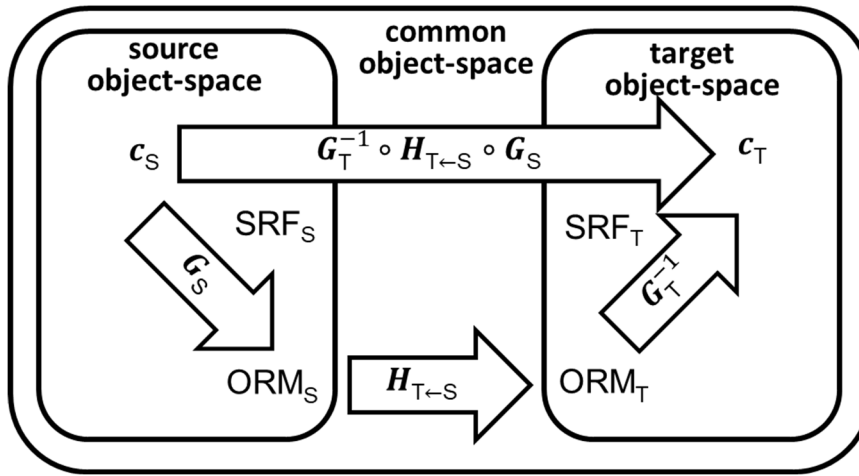 source
object-space
common
object-space
target
object-space
c_S
G_T^{-1} ∘ H_{T←S} ∘ G_S
c_T
SRF_S
SRF_T
G_S
G_T^{-1}
ORM_S
H_{T←S}
ORM_T